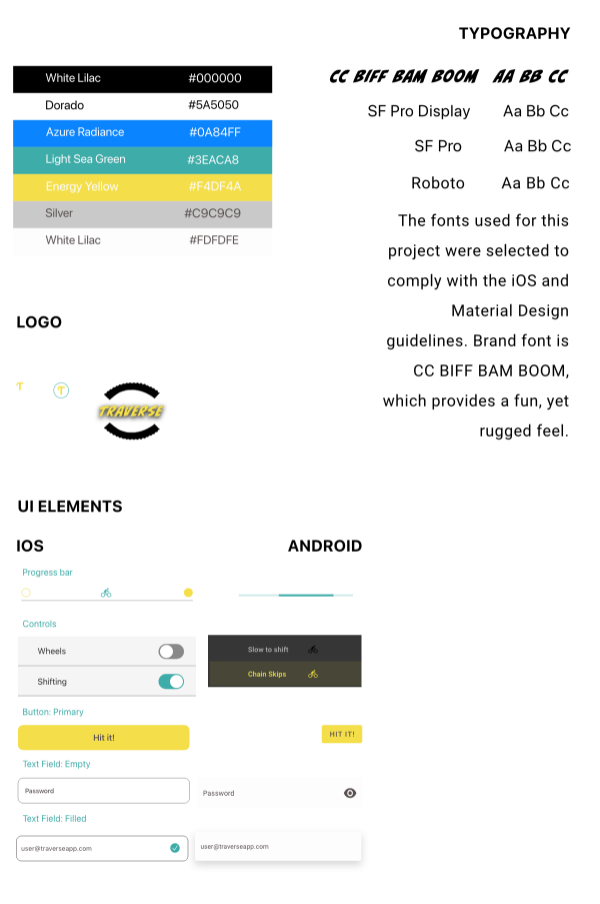 TYPOGRAPHY
White Lilac #000000
Dorado #5A5050
Azure Radiance #0A84FF
Light Sea Green #3EACA8
Energy Yellow #F4DF4A
Silver #C9C9C9
White Lilac #FDFDFE
CC BIFF BAM BOOM AA BB CC
SF Pro Display Aa Bb Cc
SF Pro Aa Bb Cc
Roboto Aa Bb Cc
The fonts used for this
project were selected to
comply with the iOS and
Material Design
guidelines. Brand font is
CC BIFF BAM BOOM,
which provides a fun, yet
rugged feel.
LOGO
T
T
TRAVERSE
UI ELEMENTS
IOS
ANDROID
Progress bar
Controls
Wheels
Shifting
Slow to shift
Chain Skips
Button: Primary
Hit it!
HIT IT!
Text Field: Empty
Password
Password
Text Field: Filled
user@traverseapp.com
user@traverseapp.com